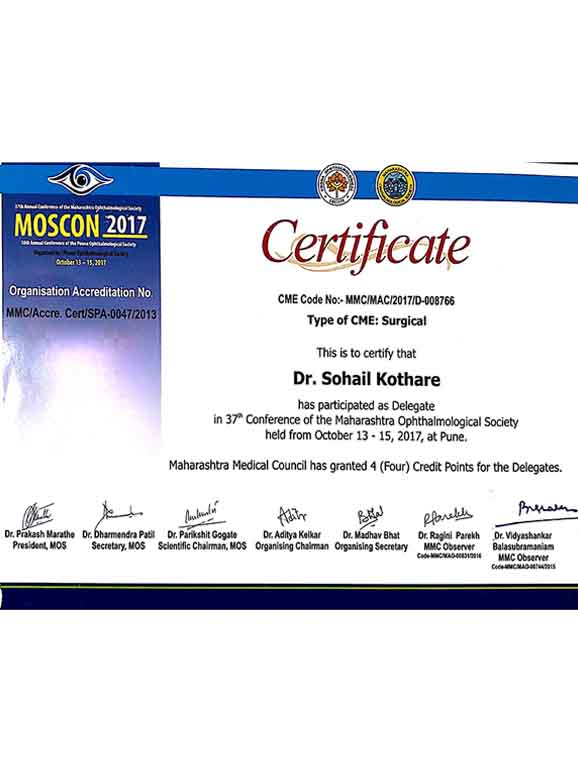 37th Annual Conference of the Maharashtra Ophthalmological Society
MOSCON 2017
10th Annual Conference of the Poona Ophthalmological Society
Organised by: Poona Ophthalmological Society
October 13 - 15, 2017
Organisation Accreditation No
MMC/Accre. Cert/SPA-0047/2013
Certificate
CME Code No:- MMC/MAC/2017/D-008766
Type of CME: Surgical
This is to certify that
Dr. Sohail Kothare
has participated as Delegate
in 37th Conference of the Maharashtra Ophthalmological Society
held from October 13 - 15, 2017, at Pune.
Maharashtra Medical Council has granted 4 (Four) Credit Points for the Delegates.
Dr. Prakash Marathe
President, MOS
Dr. Dharmendra Patil
Secretary, MOS
Dr. Parikshit Gogate
Scientific Chairman, MOS
Dr. Aditya Kelkar
Organising Chairman
Dr. Madhav Bhat
Organising Secretary
Dr. Ragini Parekh
MMC Observer
Code-MMC/MAO-00831/2016
Dr. Vidyashankar
Balasubramaniam
MMC Observer
Code-MMC/MAO-00744/2015